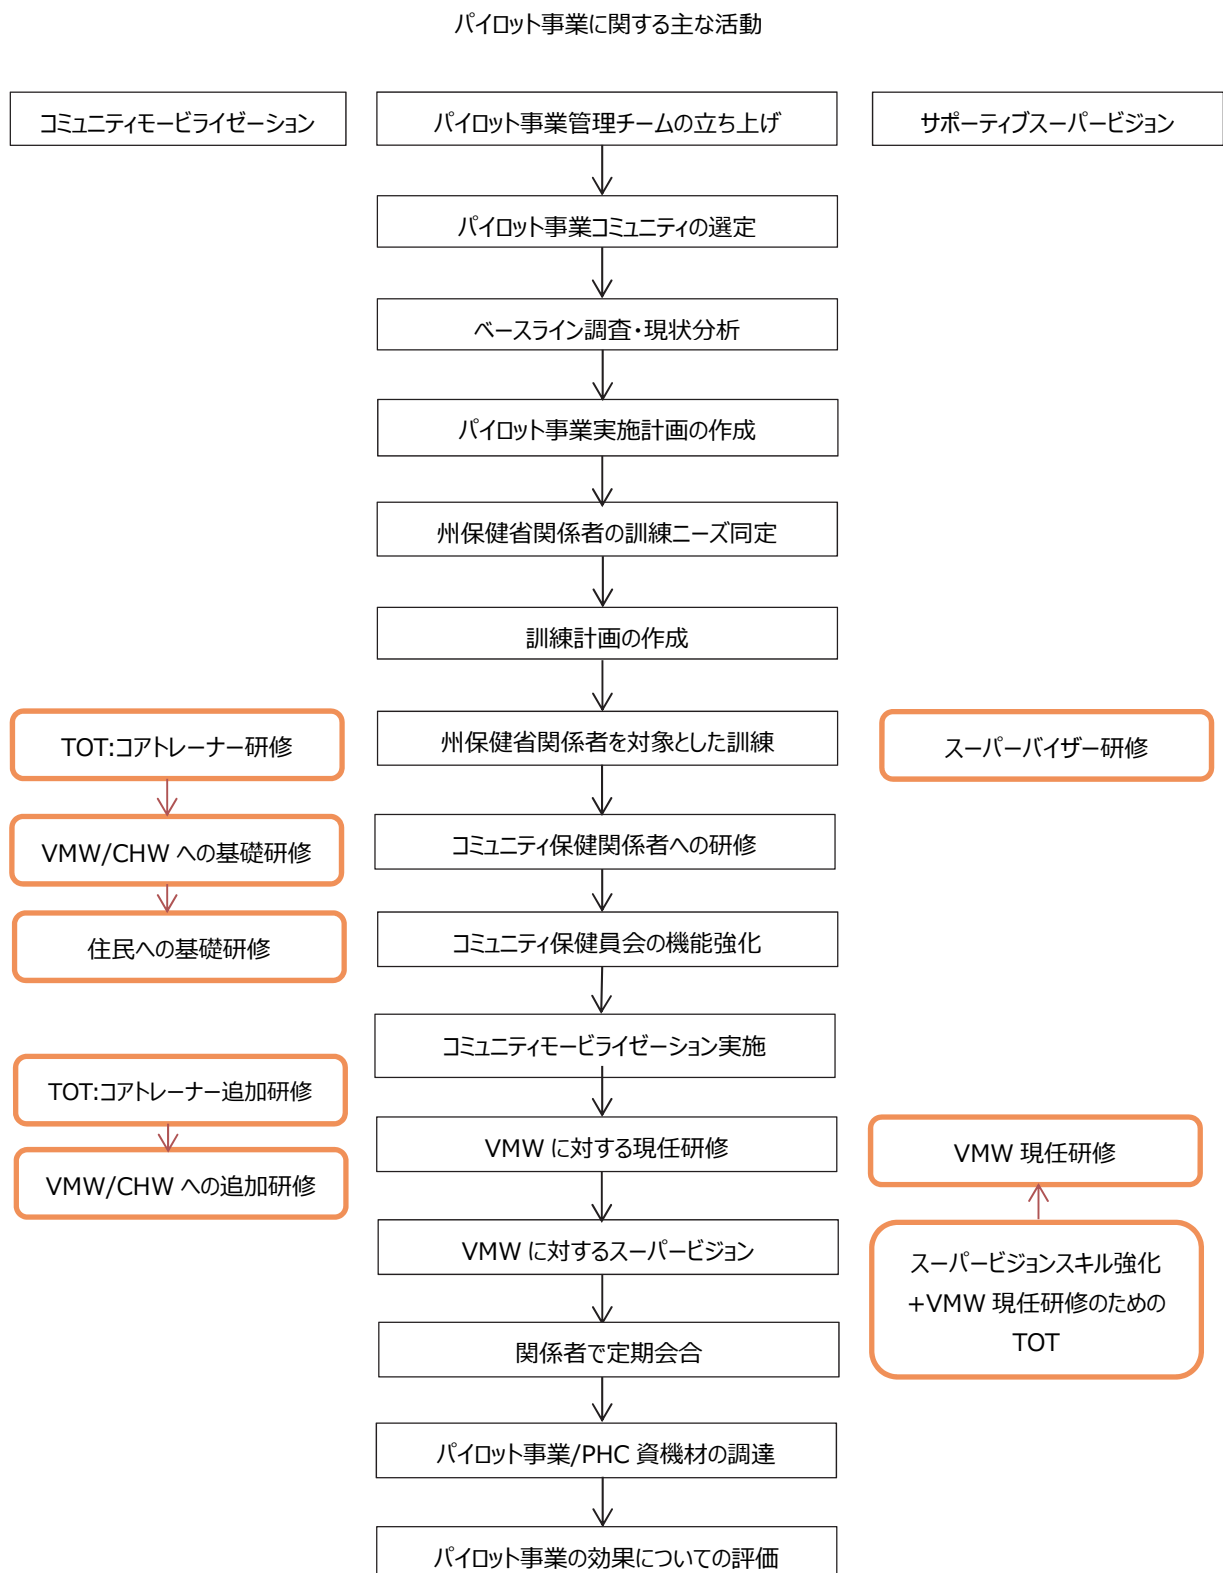 パイロット事業に関する主な活動
コミュニティモービライゼーション
パイロット事業管理チームの立ち上げ
サポーティブスーパービジョン
パイロット事業コミュニティの選定
ベースライン調査・現状分析
パイロット事業実施計画の作成
州保健省関係者の訓練ニーズ同定
訓練計画の作成
TOT:コアトレーナー研修
州保健省関係者を対象とした訓練
スーパーバイザー研修
VMW/CHW への基礎研修
コミュニティ保健関係者への研修
住民への基礎研修
コミュニティ保健員会の機能強化
コミュニティモービライゼーション実施
TOT:コアトレーナー追加研修
VMW に対する現任研修
VMW 現任研修
VMW/CHW への追加研修
VMW に対するスーパービジョン
スーパービジョンスキル強化
+VMW 現任研修のための
TOT
関係者で定期会合
パイロット事業/PHC 資機材の調達
パイロット事業の効果についての評価